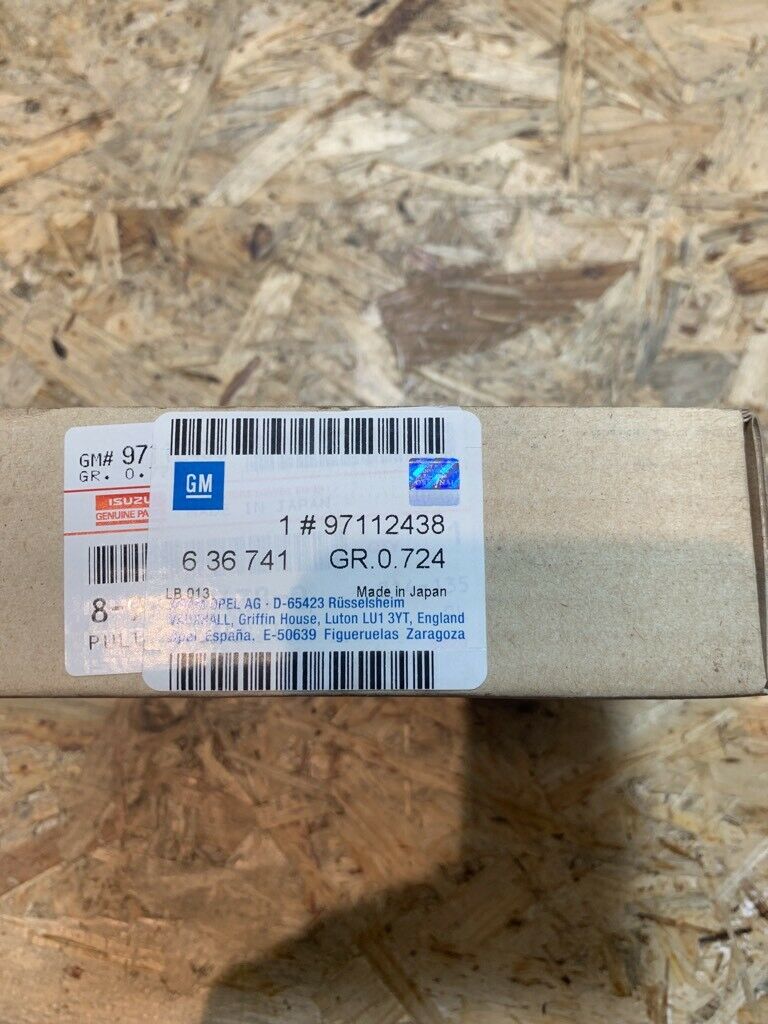 GM# 97
GR. 0.
ISUZU
GENUINE PA
8-9
PUL
GM
1 # 97112438
6 36 741 GR.0.724
LB 013 Made in Japan
OPEL AG · D-65423 Rüsselsheim
VAUXHALL, Griffin House, Luton LU1 3YT, England
Opel España, E-50639 Figueruelas Zaragoza